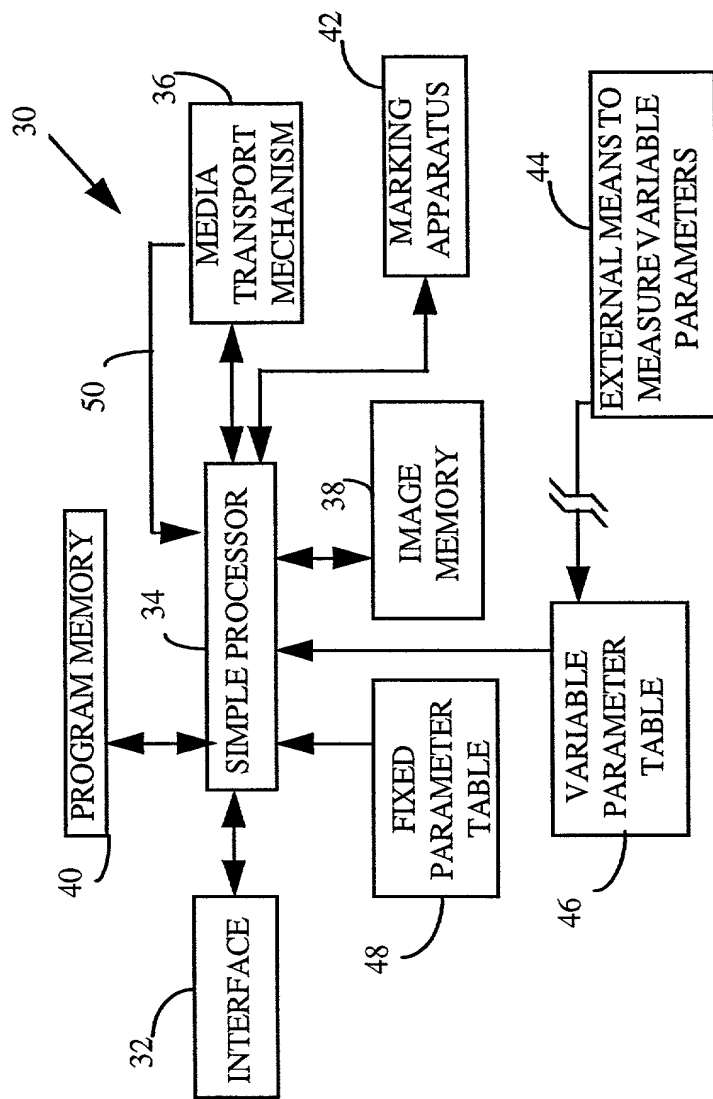 30
PROGRAM MEMORY
40
50
36
MEDIA
TRANSPORT
MECHANISM
32
INTERFACE
34
SIMPLE PROCESSOR
42
MARKING
APPARATUS
48
FIXED
PARAMETER
TABLE
38
IMAGE
MEMORY
46
VARIABLE
PARAMETER
TABLE
44
EXTERNAL MEANS TO
MEASURE VARIABLE
PARAMETERS